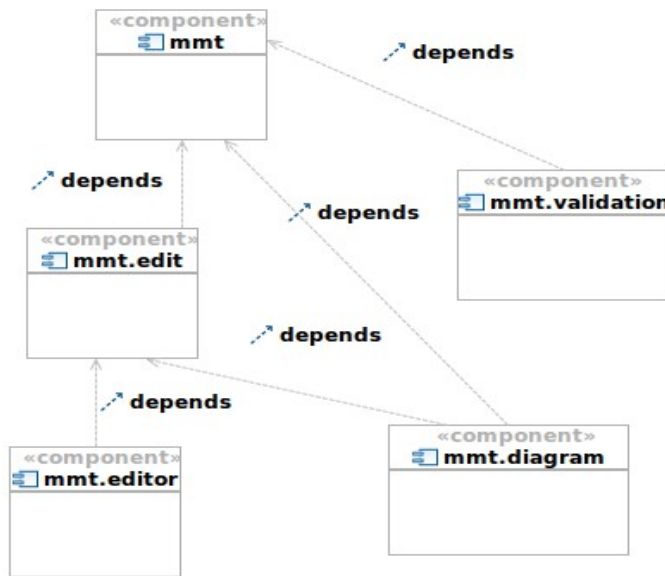 «component»
mmt
depends
depends
«component»
mmt.validation
depends
«component»
mmt.edit
depends
depends
«component»
mmt.diagram
«component»
mmt.editor